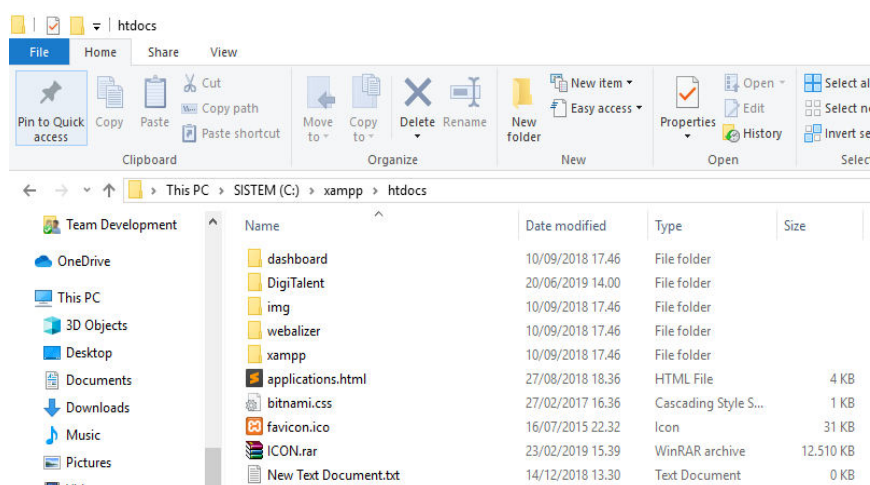 htdocs
File Home Share View
Pin to Quick access
Copy
Paste
Cut
Copy path
Paste shortcut
Clipboard
Move to
Copy to
Delete
Rename
Organize
New folder
New item
Easy access
New
Properties
Open
Edit
History
Open
Select al
Select n
Invert se
Selec
This PC > SISTEM (C:) > xampp > htdocs
Team Development
OneDrive
This PC
3D Objects
Desktop
Documents
Downloads
Music
Pictures
Name Date modified Type Size
dashboard 10/09/2018 17.46 File folder
DigiTalent 20/06/2019 14.00 File folder
img 10/09/2018 17.46 File folder
webalizer 10/09/2018 17.46 File folder
xampp 10/09/2018 17.46 File folder
applications.html 27/08/2018 18.36 HTML File 4 KB
bitnami.css 27/02/2017 16.36 Cascading Style S... 1 KB
favicon.ico 16/07/2015 22.32 Icon 31 KB
ICON.rar 23/02/2019 15.39 WinRAR archive 12.510 KB
New Text Document.txt 14/12/2018 13.30 Text Document 0 KB